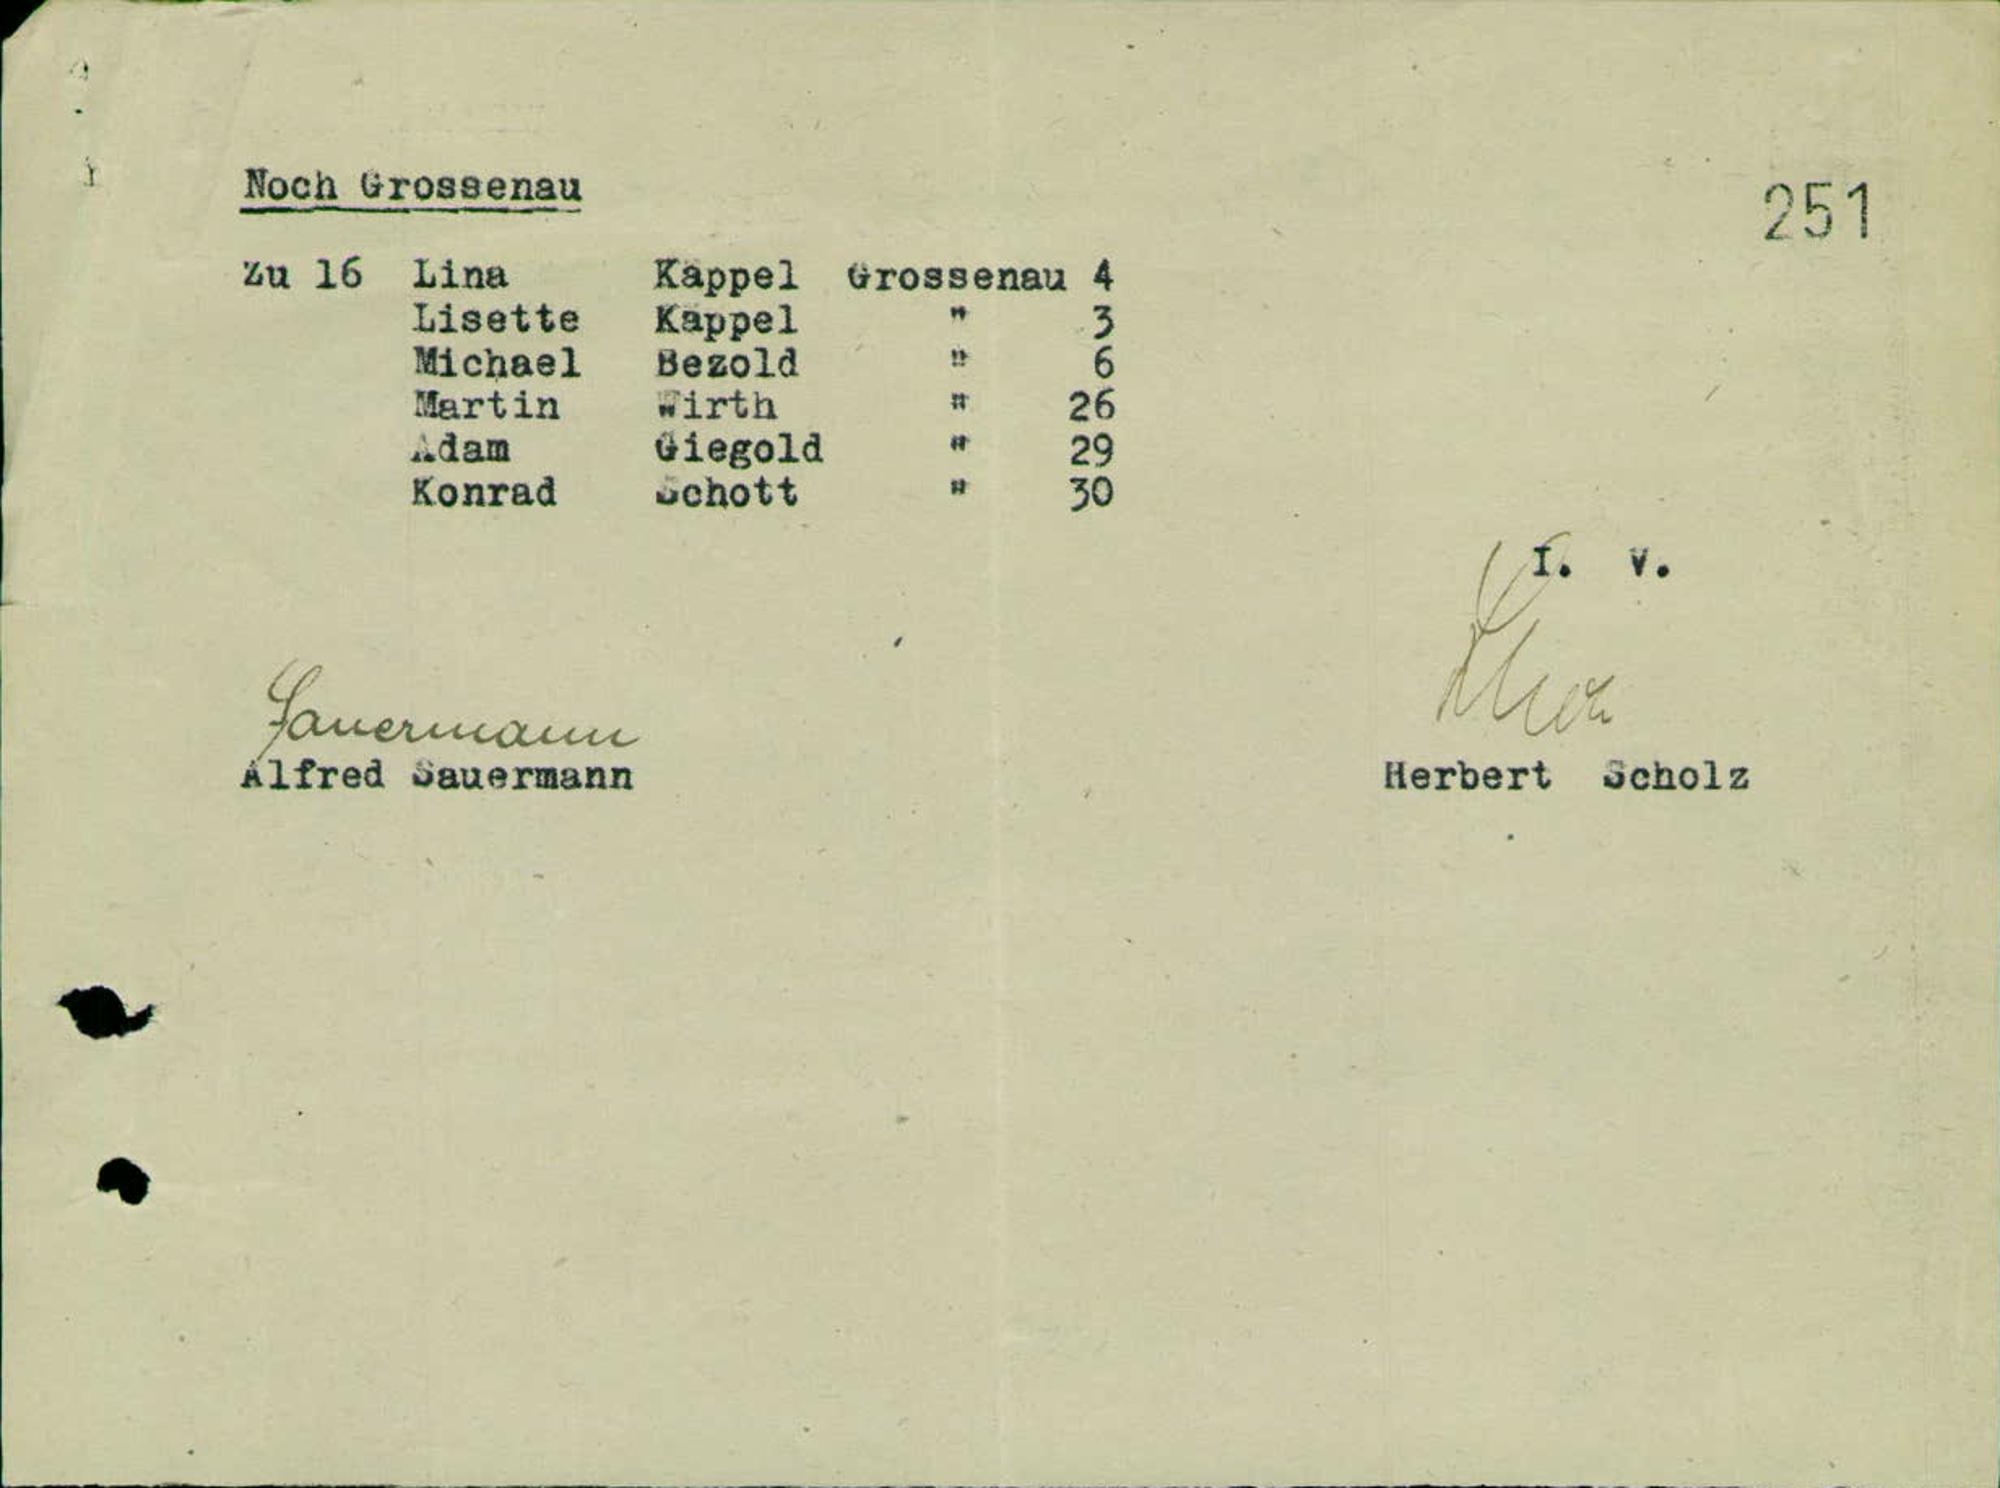 Noch Grossenau
251
Zu 16 Lina Käppel Grossenau 4
Lisette Käppel " 3
Michael Bezold " 6
Martin Wirth " 26
Adam Giegold " 29
Konrad Schott " 30
I. V.
Sauermann
Alfred Sauermann
Herbert Scholz